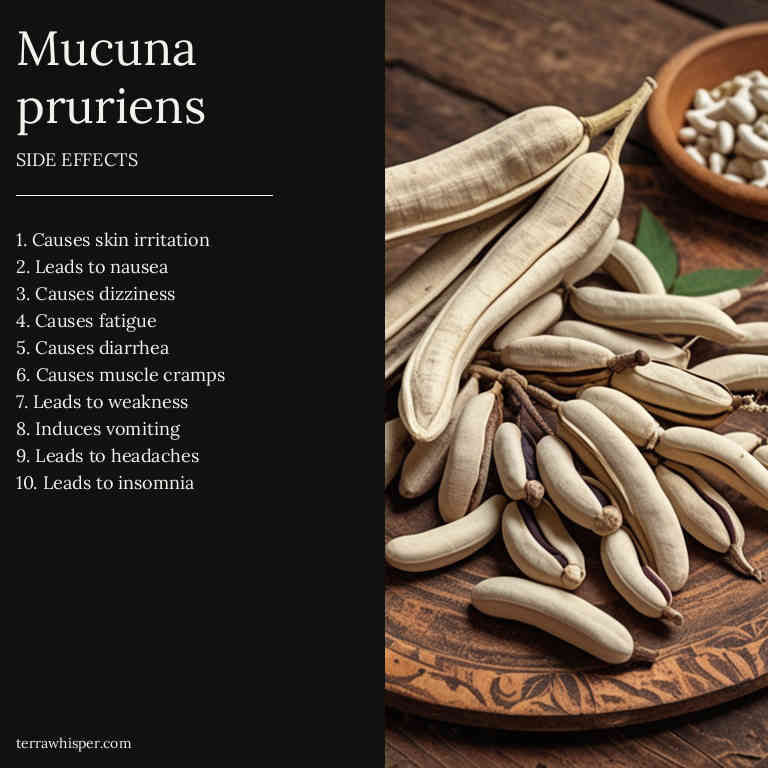 Mucuna
pruriens
SIDE EFFECTS
1. Causes skin irritation
2. Leads to nausea
3. Causes dizziness
4. Causes fatigue
5. Causes diarrhea
6. Causes muscle cramps
7. Leads to weakness
8. Induces vomiting
9. Leads to headaches
10. Leads to insomnia
terrawhisper.com